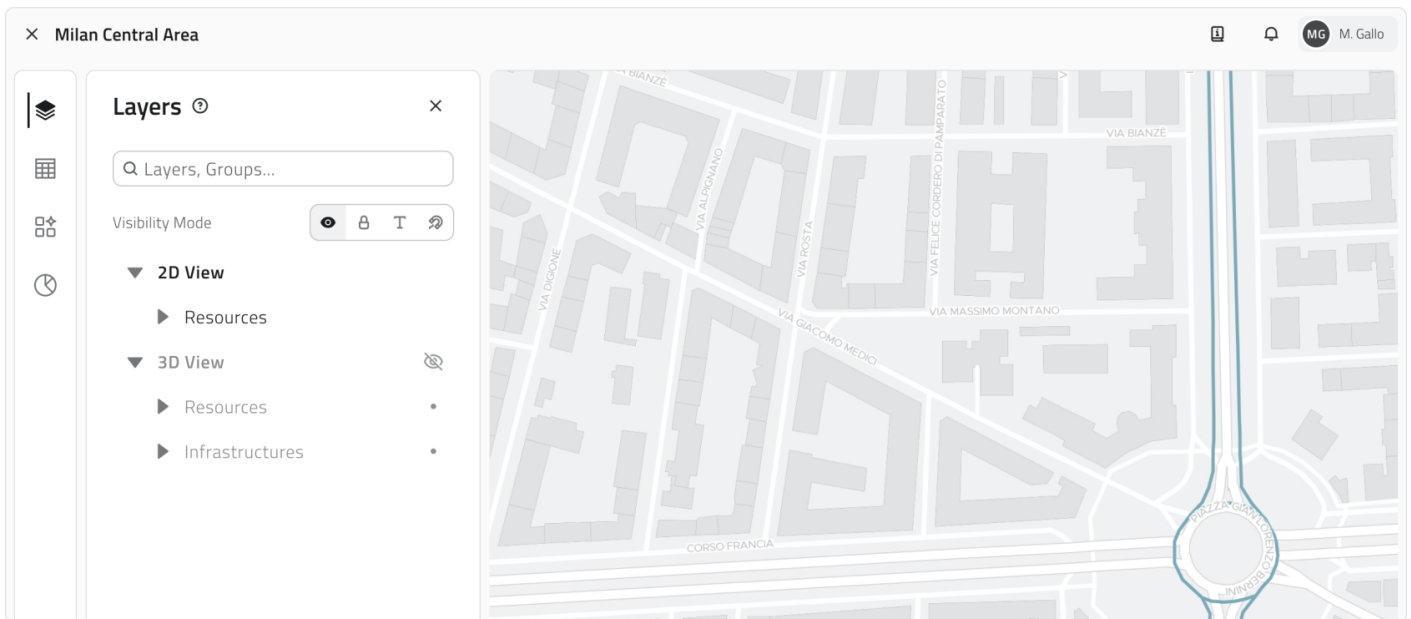 Milan Central Area
MG
M. Gallo
Layers
Layers, Groups...
Visibility Mode
2D View
Resources
3D View
Resources
Infrastructures
VIA BIANZÈ
VIA BIANZÈ
VIA ALPIGNANO
VIA FELICE CORDERO DI PAMPARATO
VIA ROSTA
VIA DIGIONE
VIA GIACOMO MEDICI
VIA MASSIMO MONTANO
CORSO FRANCIA
PIAZZA GIAN LORENZO BERNINI